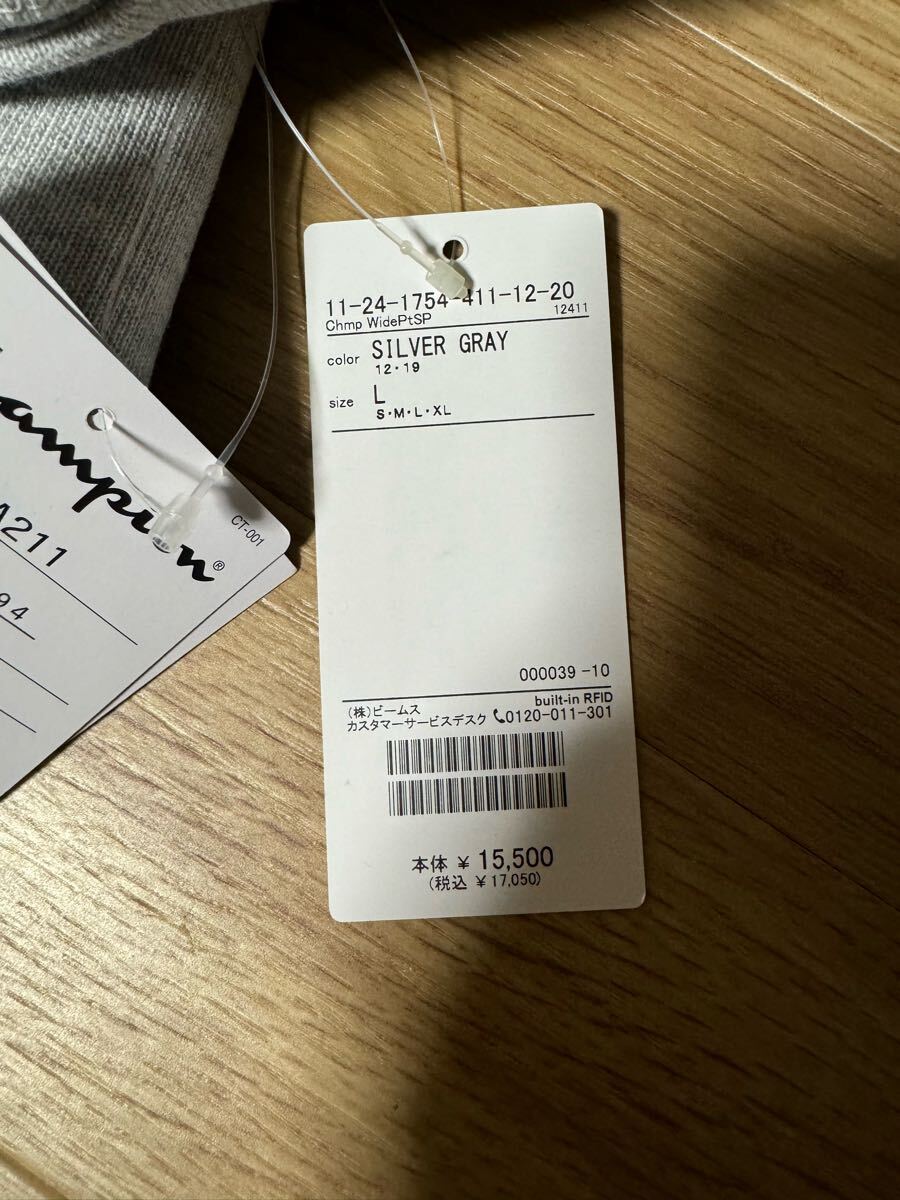 11-24-1754-411-12-20
Chmp WidePtSP 12411
color SILVER GRAY
12・19
size L
S・M・L・XL
000039 -10
built-in RFID
(株)ビームス
カスタマーサービスデスク 0120-011-301
本体 ¥ 15,500
(税込 ¥17,050)
ampion®
CT-001
A211
94